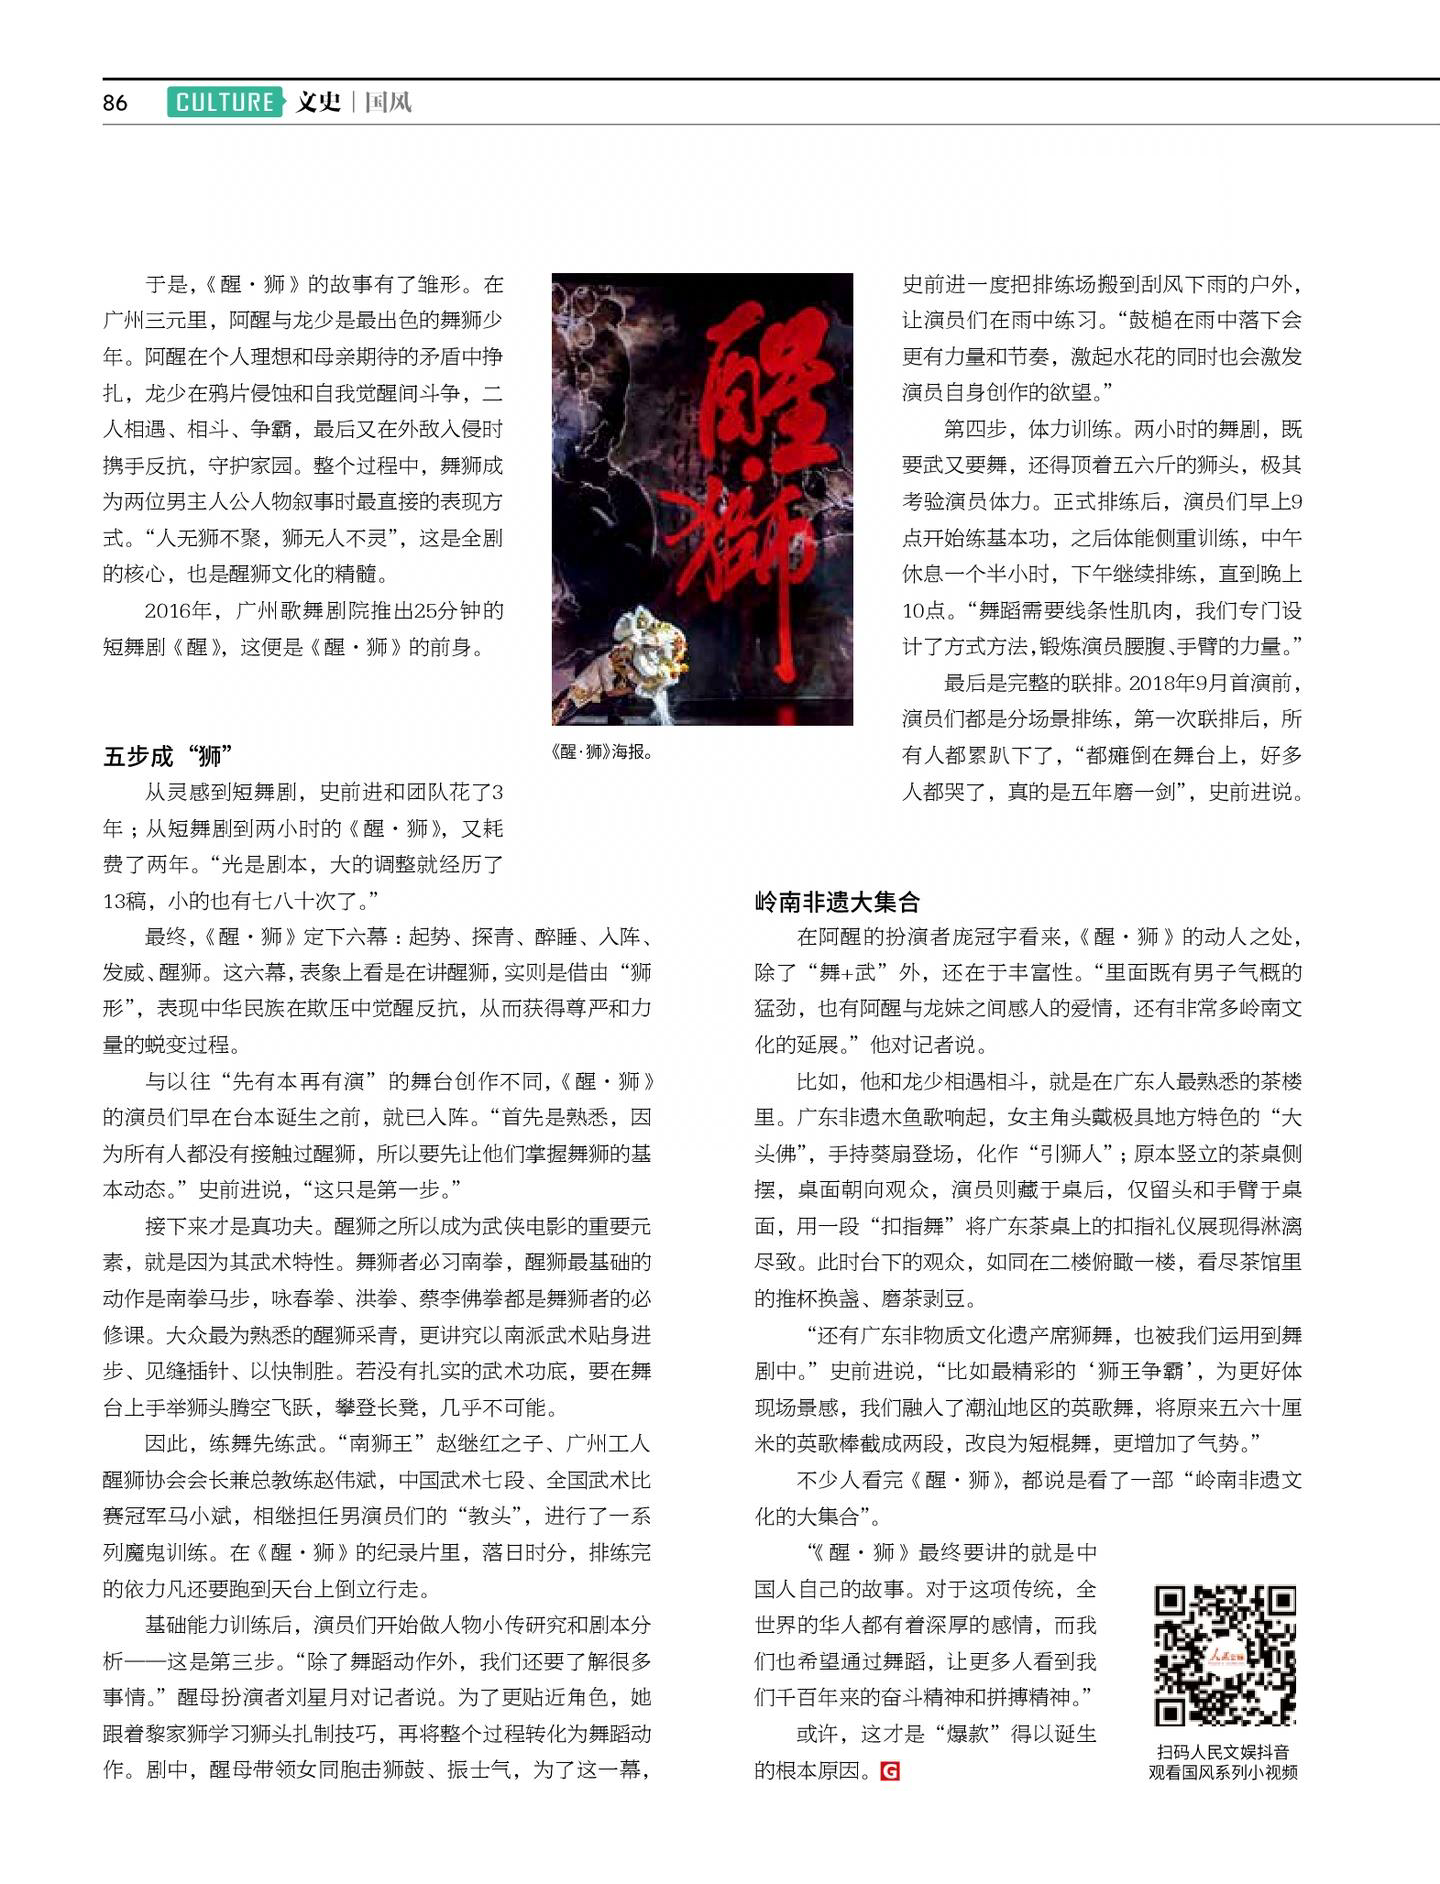 86
CULTURE 文史｜国风
于是，《醒·狮》的故事有了雏形。在
广州三元里，阿醒与龙少是最出色的舞狮少
年。阿醒在个人理想和母亲期待的矛盾中挣
扎，龙少在鸦片侵蚀和自我觉醒间斗争，二
人相遇、相斗、争霸，最后又在外敌入侵时
携手反抗，守护家园。整个过程中，舞狮成
为两位男主人公人物叙事时最直接的表现方
式。“人无狮不聚，狮无人不灵”，这是全剧
的核心，也是醒狮文化的精髓。
2016年，广州歌舞剧院推出25分钟的
短舞剧《醒》，这便是《醒·狮》的前身。
五步成“狮”
从灵感到短舞剧，史前进和团队花了3
年；从短舞剧到两小时的《醒·狮》，又耗
费了两年。“光是剧本，大的调整就经历了
13稿，小的也有七八十次了。”
最终，《醒·狮》定下六幕：起势、探青、醉睡、入阵、
发威、醒狮。这六幕，表象上看是在讲醒狮，实则是借由“狮
形”，表现中华民族在欺压中觉醒反抗，从而获得尊严和力
量的蜕变过程。
与以往“先有本再有演”的舞台创作不同，《醒·狮》
的演员们早在台本诞生之前，就已入阵。“首先是熟悉，因
为所有人都没有接触过醒狮，所以要先让他们掌握舞狮的基
本动态。”史前进说，“这只是第一步。”
接下来才是真功夫。醒狮之所以成为武侠电影的重要元
素，就是因为其武术特性。舞狮者必习南拳，醒狮最基础的
动作是南拳马步，咏春拳、洪拳、蔡李佛拳都是舞狮者的必
修课。大众最为熟悉的醒狮采青，更讲究以南派武术贴身进
步、见缝插针、以快制胜。若没有扎实的武术功底，要在舞
台上手举狮头腾空飞跃，攀登长凳，几乎不可能。
因此，练舞先练武。“南狮王”赵继红之子、广州工人
醒狮协会会长兼总教练赵伟斌，中国武术七段、全国武术比
赛冠军马小斌，相继担任男演员们的“教头”，进行了一系
列魔鬼训练。在《醒·狮》的纪录片里，落日时分，排练完
的依力凡还要跑到天台上倒立行走。
基础能力训练后，演员们开始做人物小传研究和剧本分
析——这是第三步。“除了舞蹈动作外，我们还要了解很多
事情。”醒母扮演者刘星月对记者说。为了更贴近角色，她
跟着黎家狮学习狮头扎制技巧，再将整个过程转化为舞蹈动
作。剧中，醒母带领女同胞击狮鼓、振士气，为了这一幕，
醒·狮
《醒·狮》海报。
史前进一度把排练场搬到刮风下雨的户外，
让演员们在雨中练习。“鼓槌在雨中落下会
更有力量和节奏，激起水花的同时也会激发
演员自身创作的欲望。”
第四步，体力训练。两小时的舞剧，既
要武又要舞，还得顶着五六斤的狮头，极其
考验演员体力。正式排练后，演员们早上9
点开始练基本功，之后体能侧重训练，中午
休息一个半小时，下午继续排练，直到晚上
10点。“舞蹈需要线条性肌肉，我们专门设
计了方式方法，锻炼演员腰腹、手臂的力量。”
最后是完整的联排。2018年9月首演前，
演员们都是分场景排练，第一次联排后，所
有人都累趴下了，“都瘫倒在舞台上，好多
人都哭了，真的是五年磨一剑”，史前进说。
岭南非遗大集合
在阿醒的扮演者庞冠宇看来，《醒·狮》的动人之处，
除了“舞+武”外，还在于丰富性。“里面既有男子气概的
猛劲，也有阿醒与龙妹之间感人的爱情，还有非常多岭南文
化的延展。”他对记者说。
比如，他和龙少相遇相斗，就是在广东人最熟悉的茶楼
里。广东非遗木鱼歌响起，女主角头戴极具地方特色的“大
头佛”，手持葵扇登场，化作“引狮人”；原本竖立的茶桌侧
摆，桌面朝向观众，演员则藏于桌后，仅留头和手臂于桌
面，用一段“扣指舞”将广东茶桌上的扣指礼仪展现得淋漓
尽致。此时台下的观众，如同在二楼俯瞰一楼，看尽茶馆里
的推杯换盏、磨茶剥豆。
“还有广东非物质文化遗产席狮舞，也被我们运用到舞
剧中。”史前进说，“比如最精彩的‘狮王争霸’，为更好体
现场景感，我们融入了潮汕地区的英歌舞，将原来五六十厘
米的英歌棒截成两段，改良为短棍舞，更增加了气势。”
不少人看完《醒·狮》，都说是看了一部“岭南非遗文
化的大集合”。
“《醒·狮》最终要讲的就是中
国人自己的故事。对于这项传统，全
世界的华人都有着深厚的感情，而我
们也希望通过舞蹈，让更多人看到我
们千百年来的奋斗精神和拼搏精神。”
或许，这才是“爆款”得以诞生
的根本原因。G
扫码人民文娱抖音
观看国风系列小视频